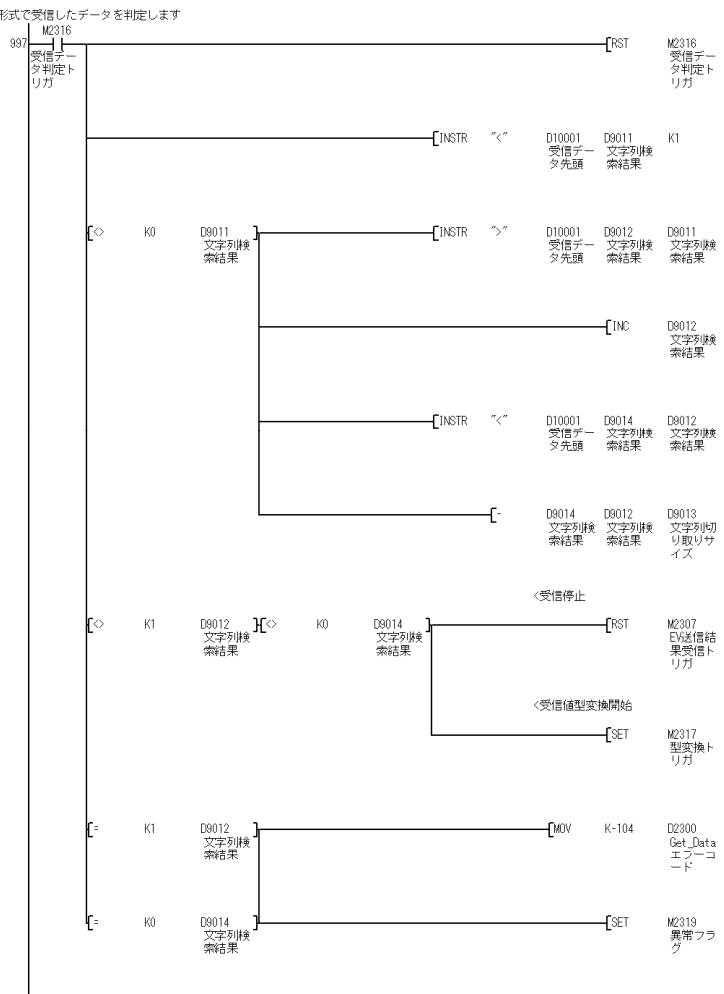 形式で受信したデータを判定します
M2316
997
受信デー
タ判定ト
リガ
RST M2316
受信デー
タ判定ト
リガ
INSTR "<" D10001 D9011 K1
受信デー 文字列検
タ先頭 索結果
<> K0 D9011
文字列検
索結果
INSTR ">" D10001 D9012 D9011
受信デー 文字列検 文字列検
タ先頭 索結果 索結果
INC D9012
文字列検
索結果
INSTR "<" D10001 D9014 D9012
受信デー 文字列検 文字列検
タ先頭 索結果 索結果
- D9014 D9012 D9013
文字列検 文字列検 文字列切
索結果 索結果 り取りサ
イズ
<受信停止
<> K1 D9012 <> K0 D9014
文字列検 文字列検
索結果 索結果
RST M2307
EV送信結
果受信ト
リガ
<受信値型変換開始
SET M2317
型変換ト
リガ
= K1 D9012
文字列検
索結果
MOV K-104 D2300
Get_Data
エラーコ
ード
= K0 D9014
文字列検
索結果
SET M2319
異常フラ
グ